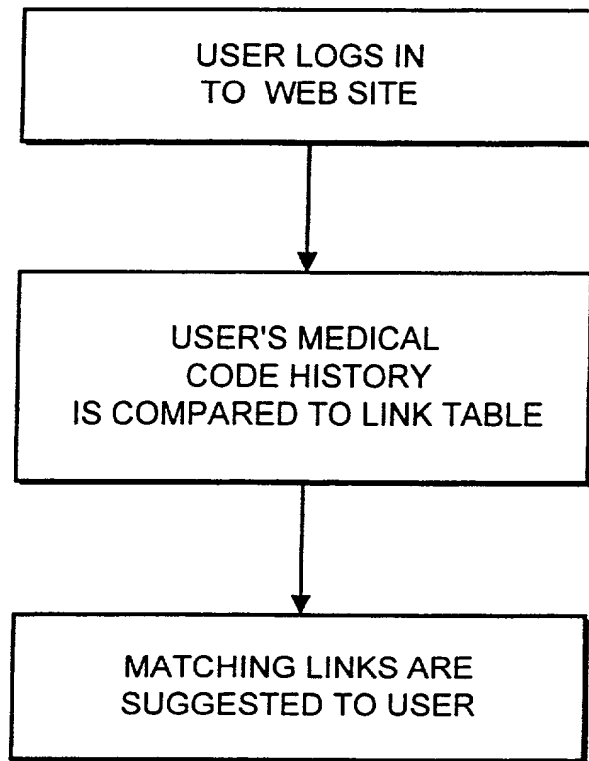 USER LOGS IN
TO WEB SITE
USER'S MEDICAL
CODE HISTORY
IS COMPARED TO LINK TABLE
MATCHING LINKS ARE
SUGGESTED TO USER